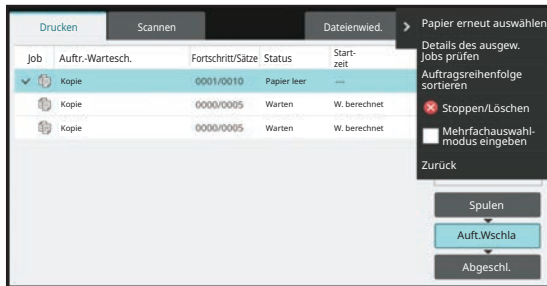 Drucken
Scannen
Dateienwied.
Job
Auftr.-Wartesch.
Fortschritt/Sätze
Status
Start-
zeit
Kopie
0001/0010
Papier leer
---
Kopie
0000/0005
Warten
W. berechnet
Kopie
0000/0005
Warten
W. berechnet
Papier erneut auswählen
Details des ausgew.
Jobs prüfen
Auftragsreihenfolge
sortieren
Stoppen/Löschen
Mehrfachauswahl-
modus eingeben
Zurück
Spulen
Auft.Wschla
Abgeschl.